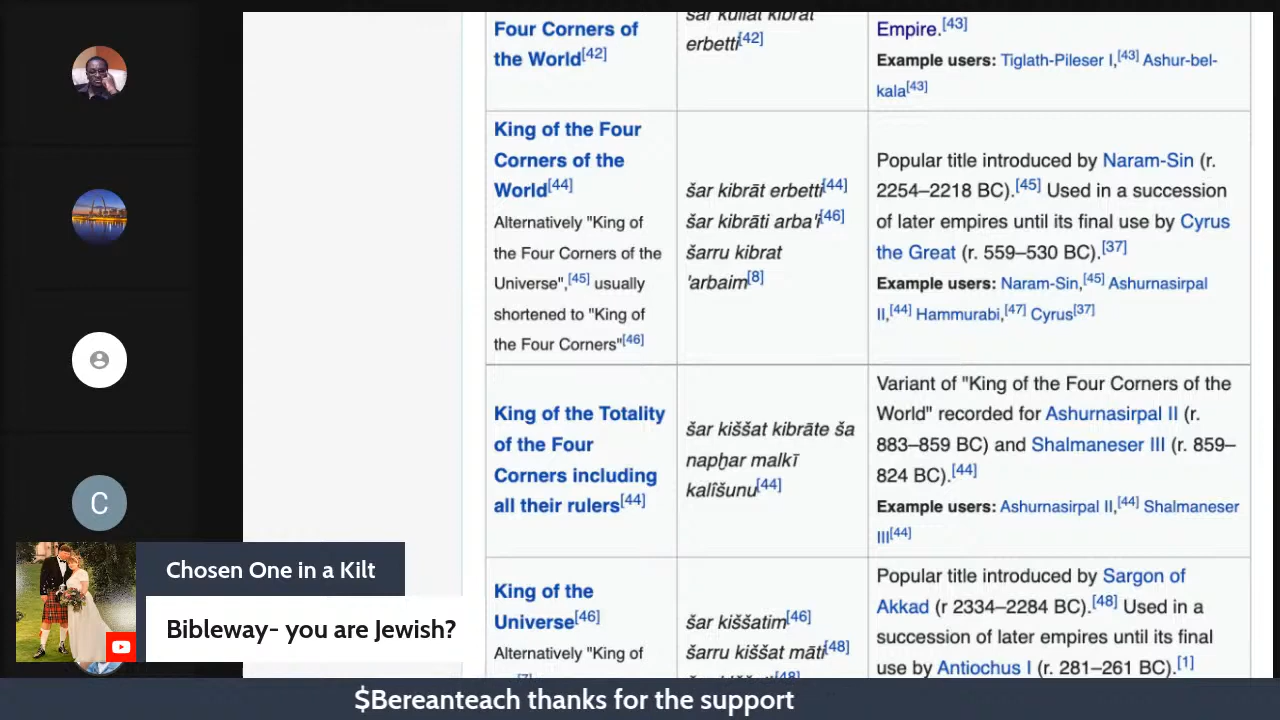 Four Corners of
the World[42]
šar kullat kibrāt
erbetti[42]
Empire.[43]
Example users: Tiglath-Pileser I,[43] Ashur-bel-
kala[43]
King of the Four
Corners of the
World[44]
Alternatively "King of
the Four Corners of the
Universe",[45] usually
shortened to "King of
the Four Corners"[46]
šar kibrāt erbetti[44]
šar kibrāti arba'i[46]
šarru kibrat
'arbaim[8]
Popular title introduced by Naram-Sin (r.
2254–2218 BC).[45] Used in a succession
of later empires until its final use by Cyrus
the Great (r. 559–530 BC).[37]
Example users: Naram-Sin,[45] Ashurnasirpal
II,[44] Hammurabi,[47] Cyrus[37]
King of the Totality
of the Four
Corners including
all their rulers[44]
šar kiššat kibrāte ša
napḫar malkī
kalîšunu[44]
Variant of "King of the Four Corners of the
World" recorded for Ashurnasirpal II (r.
883–859 BC) and Shalmaneser III (r. 859–
824 BC).[44]
Example users: Ashurnasirpal II,[44] Shalmaneser
III[44]
King of the
Universe[46]
Alternatively "King of
šar kiššatim[46]
šarru kiššat māti[48]
Popular title introduced by Sargon of
Akkad (r 2334–2284 BC).[48] Used in a
succession of later empires until its final
use by Antiochus I (r. 281–261 BC).[1]
C
Chosen One in a Kilt
Bibleway- you are Jewish?
$Bereanteach thanks for the support